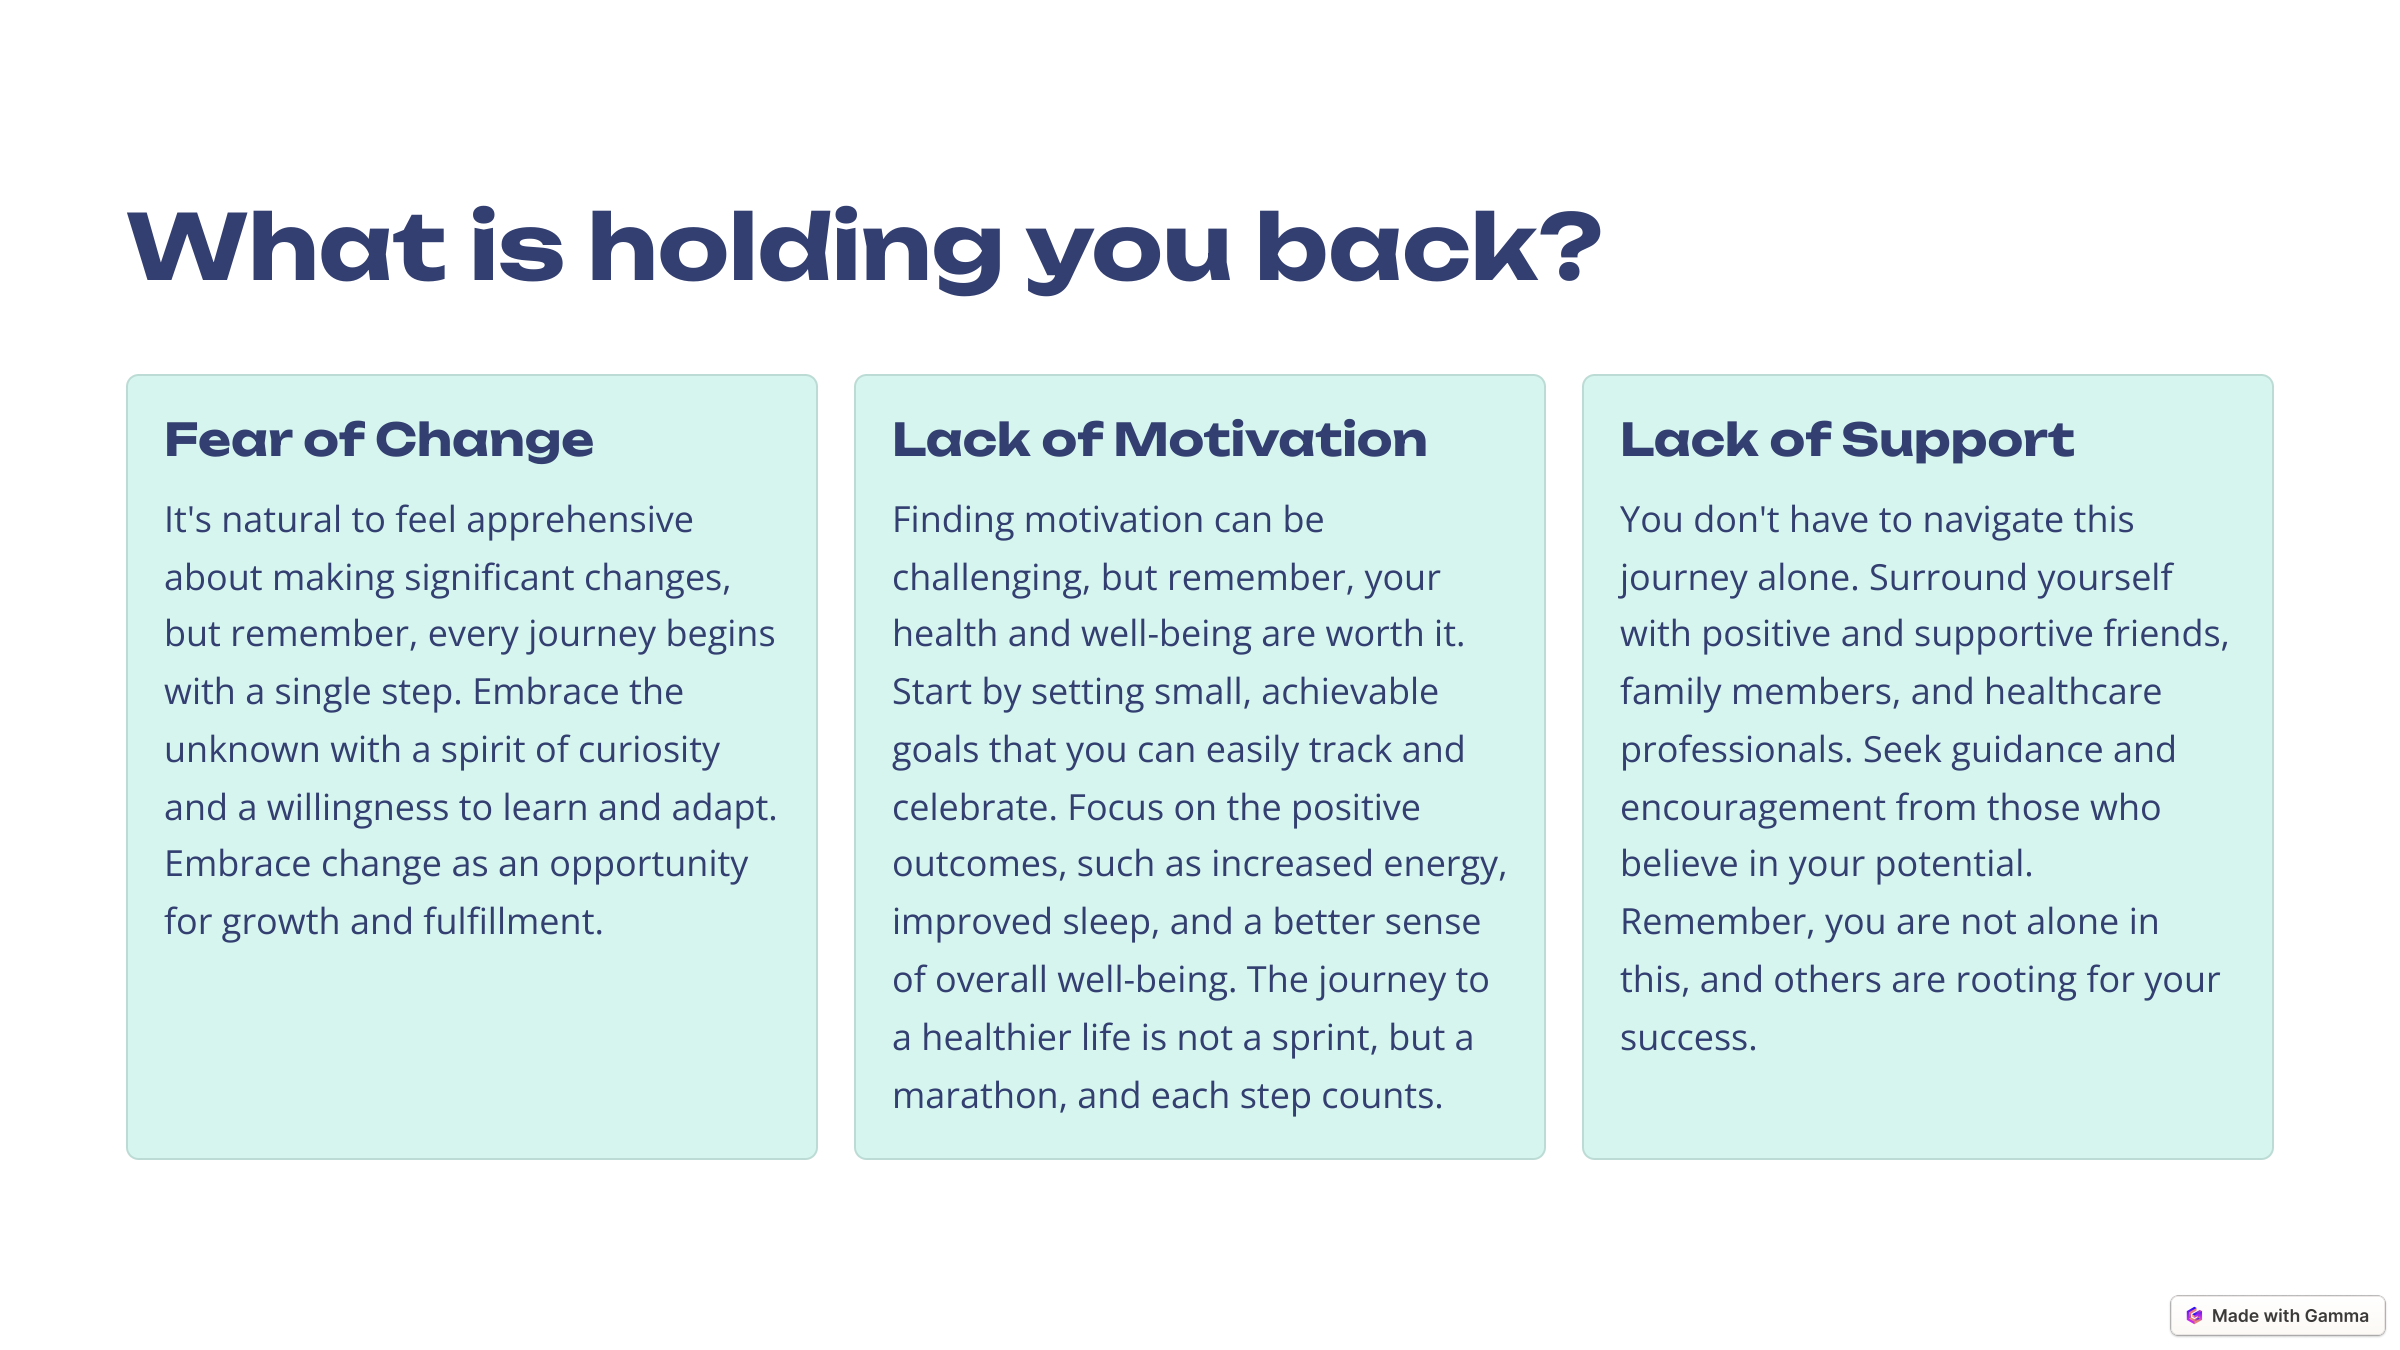 What is holding you back?
Fear of Change
It's natural to feel apprehensive
about making significant changes,
but remember, every journey begins
with a single step. Embrace the
unknown with a spirit of curiosity
and a willingness to learn and adapt.
Embrace change as an opportunity
for growth and fulfillment.
Lack of Motivation
Finding motivation can be
challenging, but remember, your
health and well-being are worth it.
Start by setting small, achievable
goals that you can easily track and
celebrate. Focus on the positive
outcomes, such as increased energy,
improved sleep, and a better sense
of overall well-being. The journey to
a healthier life is not a sprint, but a
marathon, and each step counts.
Lack of Support
You don't have to navigate this
journey alone. Surround yourself
with positive and supportive friends,
family members, and healthcare
professionals. Seek guidance and
encouragement from those who
believe in your potential.
Remember, you are not alone in
this, and others are rooting for your
success.
Made with Gamma